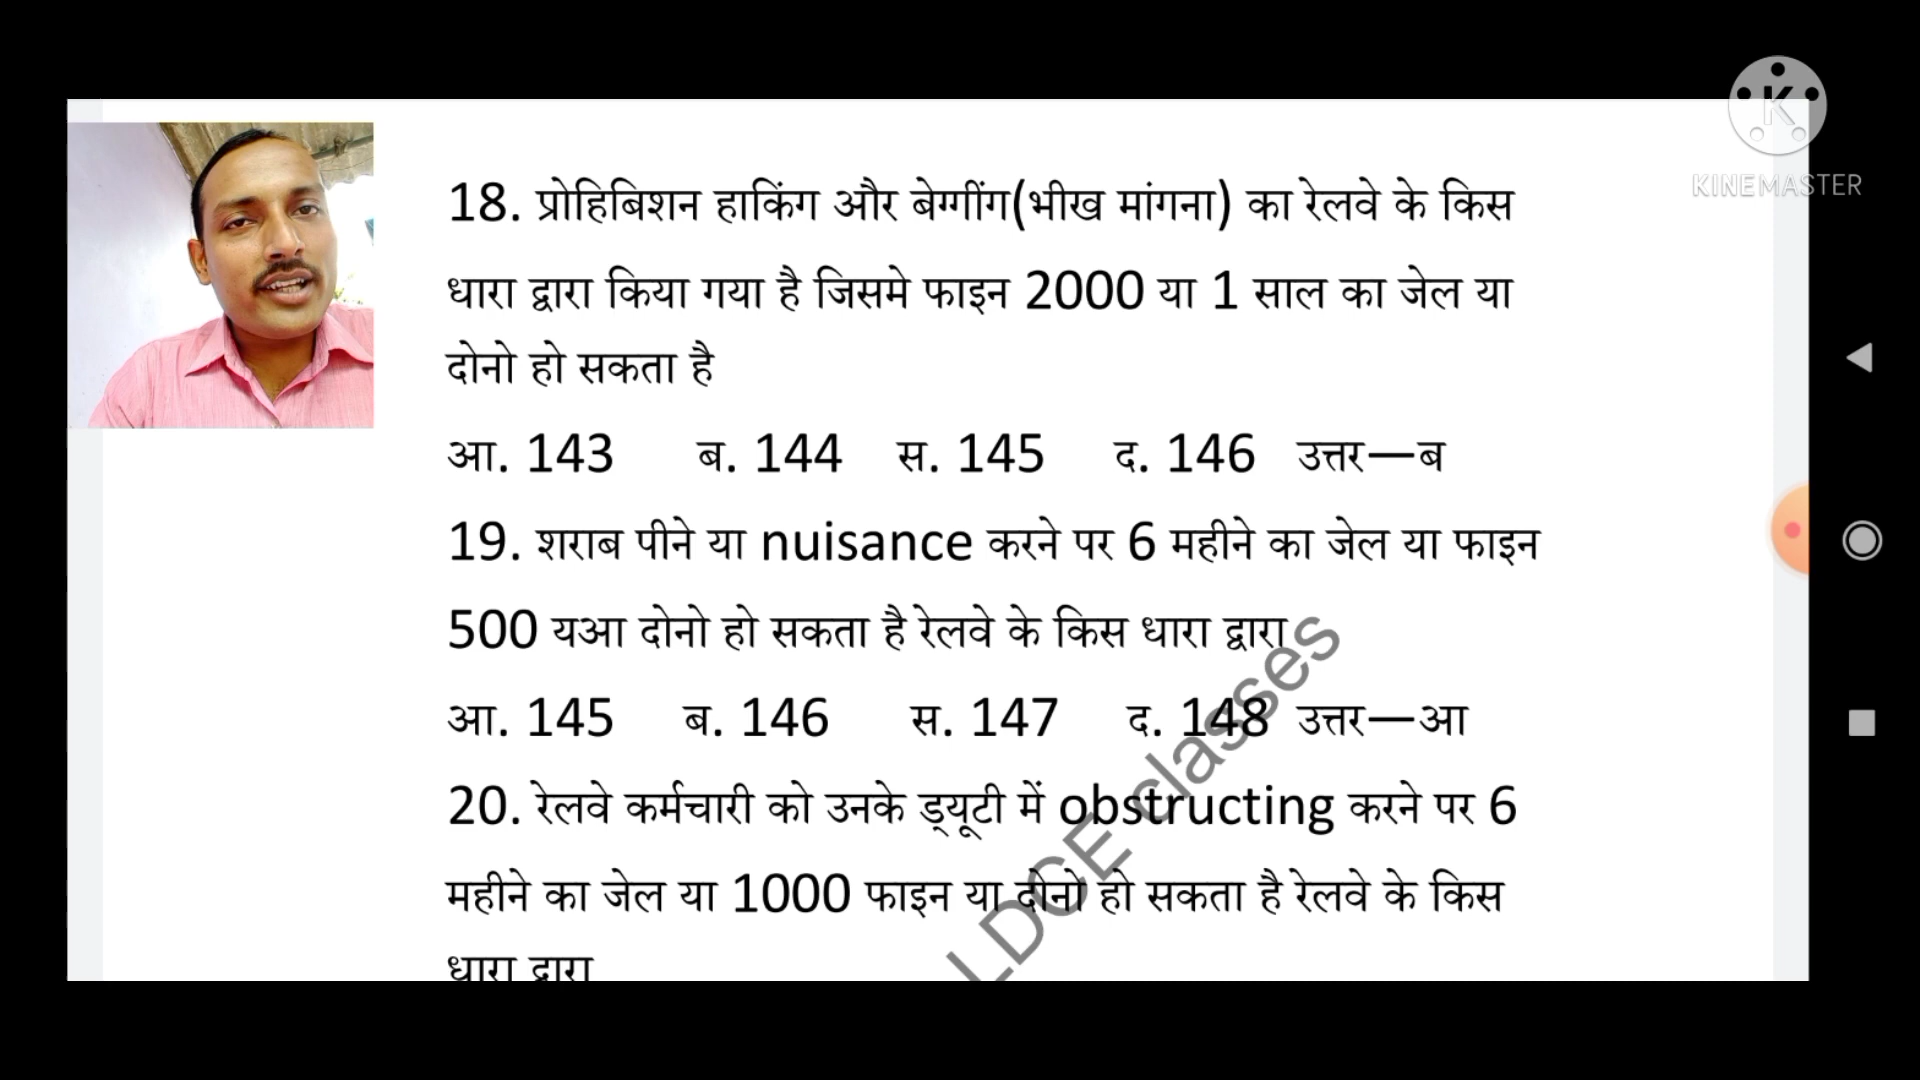 18. प्रोहिबिशन हाकिंग और बेग्गींग(भीख मांगना) का रेलवे के किस
धारा द्वारा किया गया है जिसमे फाइन 2000 या 1 साल का जेल या
दोनो हो सकता है
आ. 143 ब. 144 स. 145 द. 146 उत्तर—ब
19. शराब पीने या nuisance करने पर 6 महीने का जेल या फाइन
500 यआ दोनो हो सकता है रेलवे के किस धारा द्वारा
आ. 145 ब. 146 स. 147 द. 148 उत्तर—आ
20. रेलवे कर्मचारी को उनके ड्यूटी में obstructing करने पर 6
महीने का जेल या 1000 फाइन या दोनो हो सकता है रेलवे के किस
धारा द्वारा
LDCE classes
K
KINEMASTER